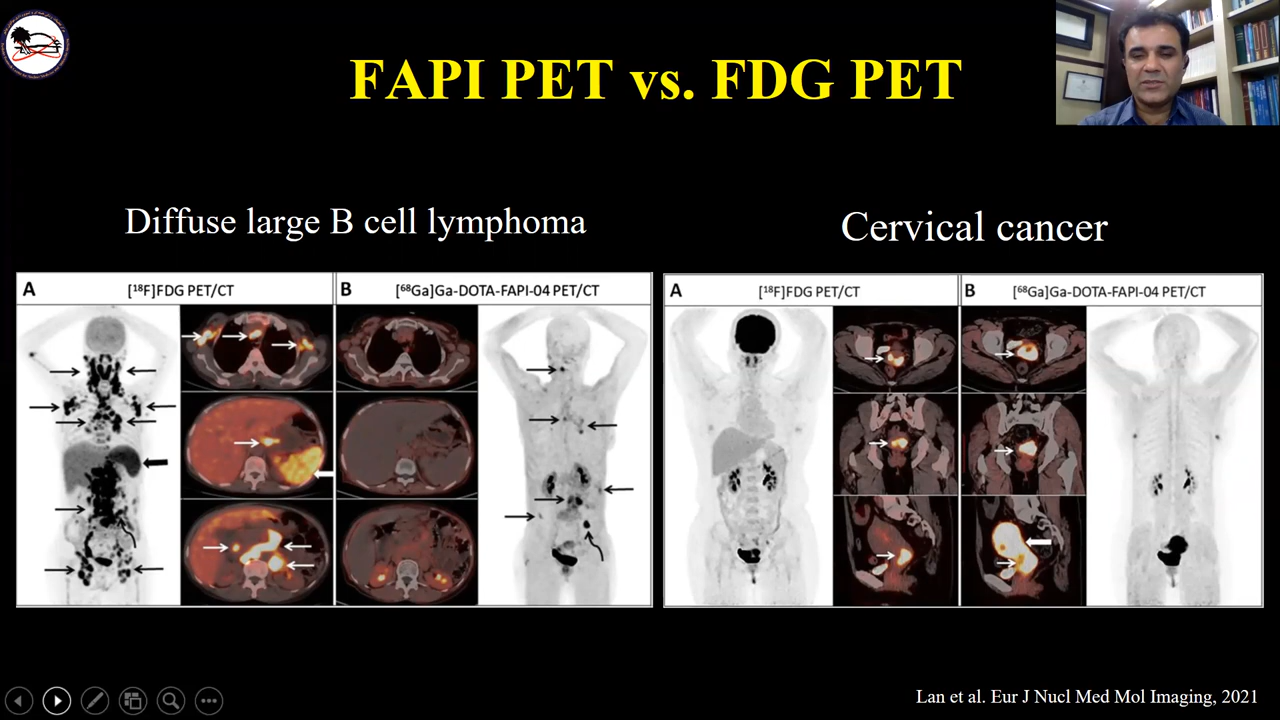 FAPI PET vs. FDG PET
Diffuse large B cell lymphoma
Cervical cancer
A
[¹⁸F]FDG PET/CT
B
[⁶⁸Ga]Ga-DOTA-FAPI-04 PET/CT
A
[¹⁸F]FDG PET/CT
B
[⁶⁸Ga]Ga-DOTA-FAPI-04 PET/CT
Lan et al. Eur J Nucl Med Mol Imaging, 2021